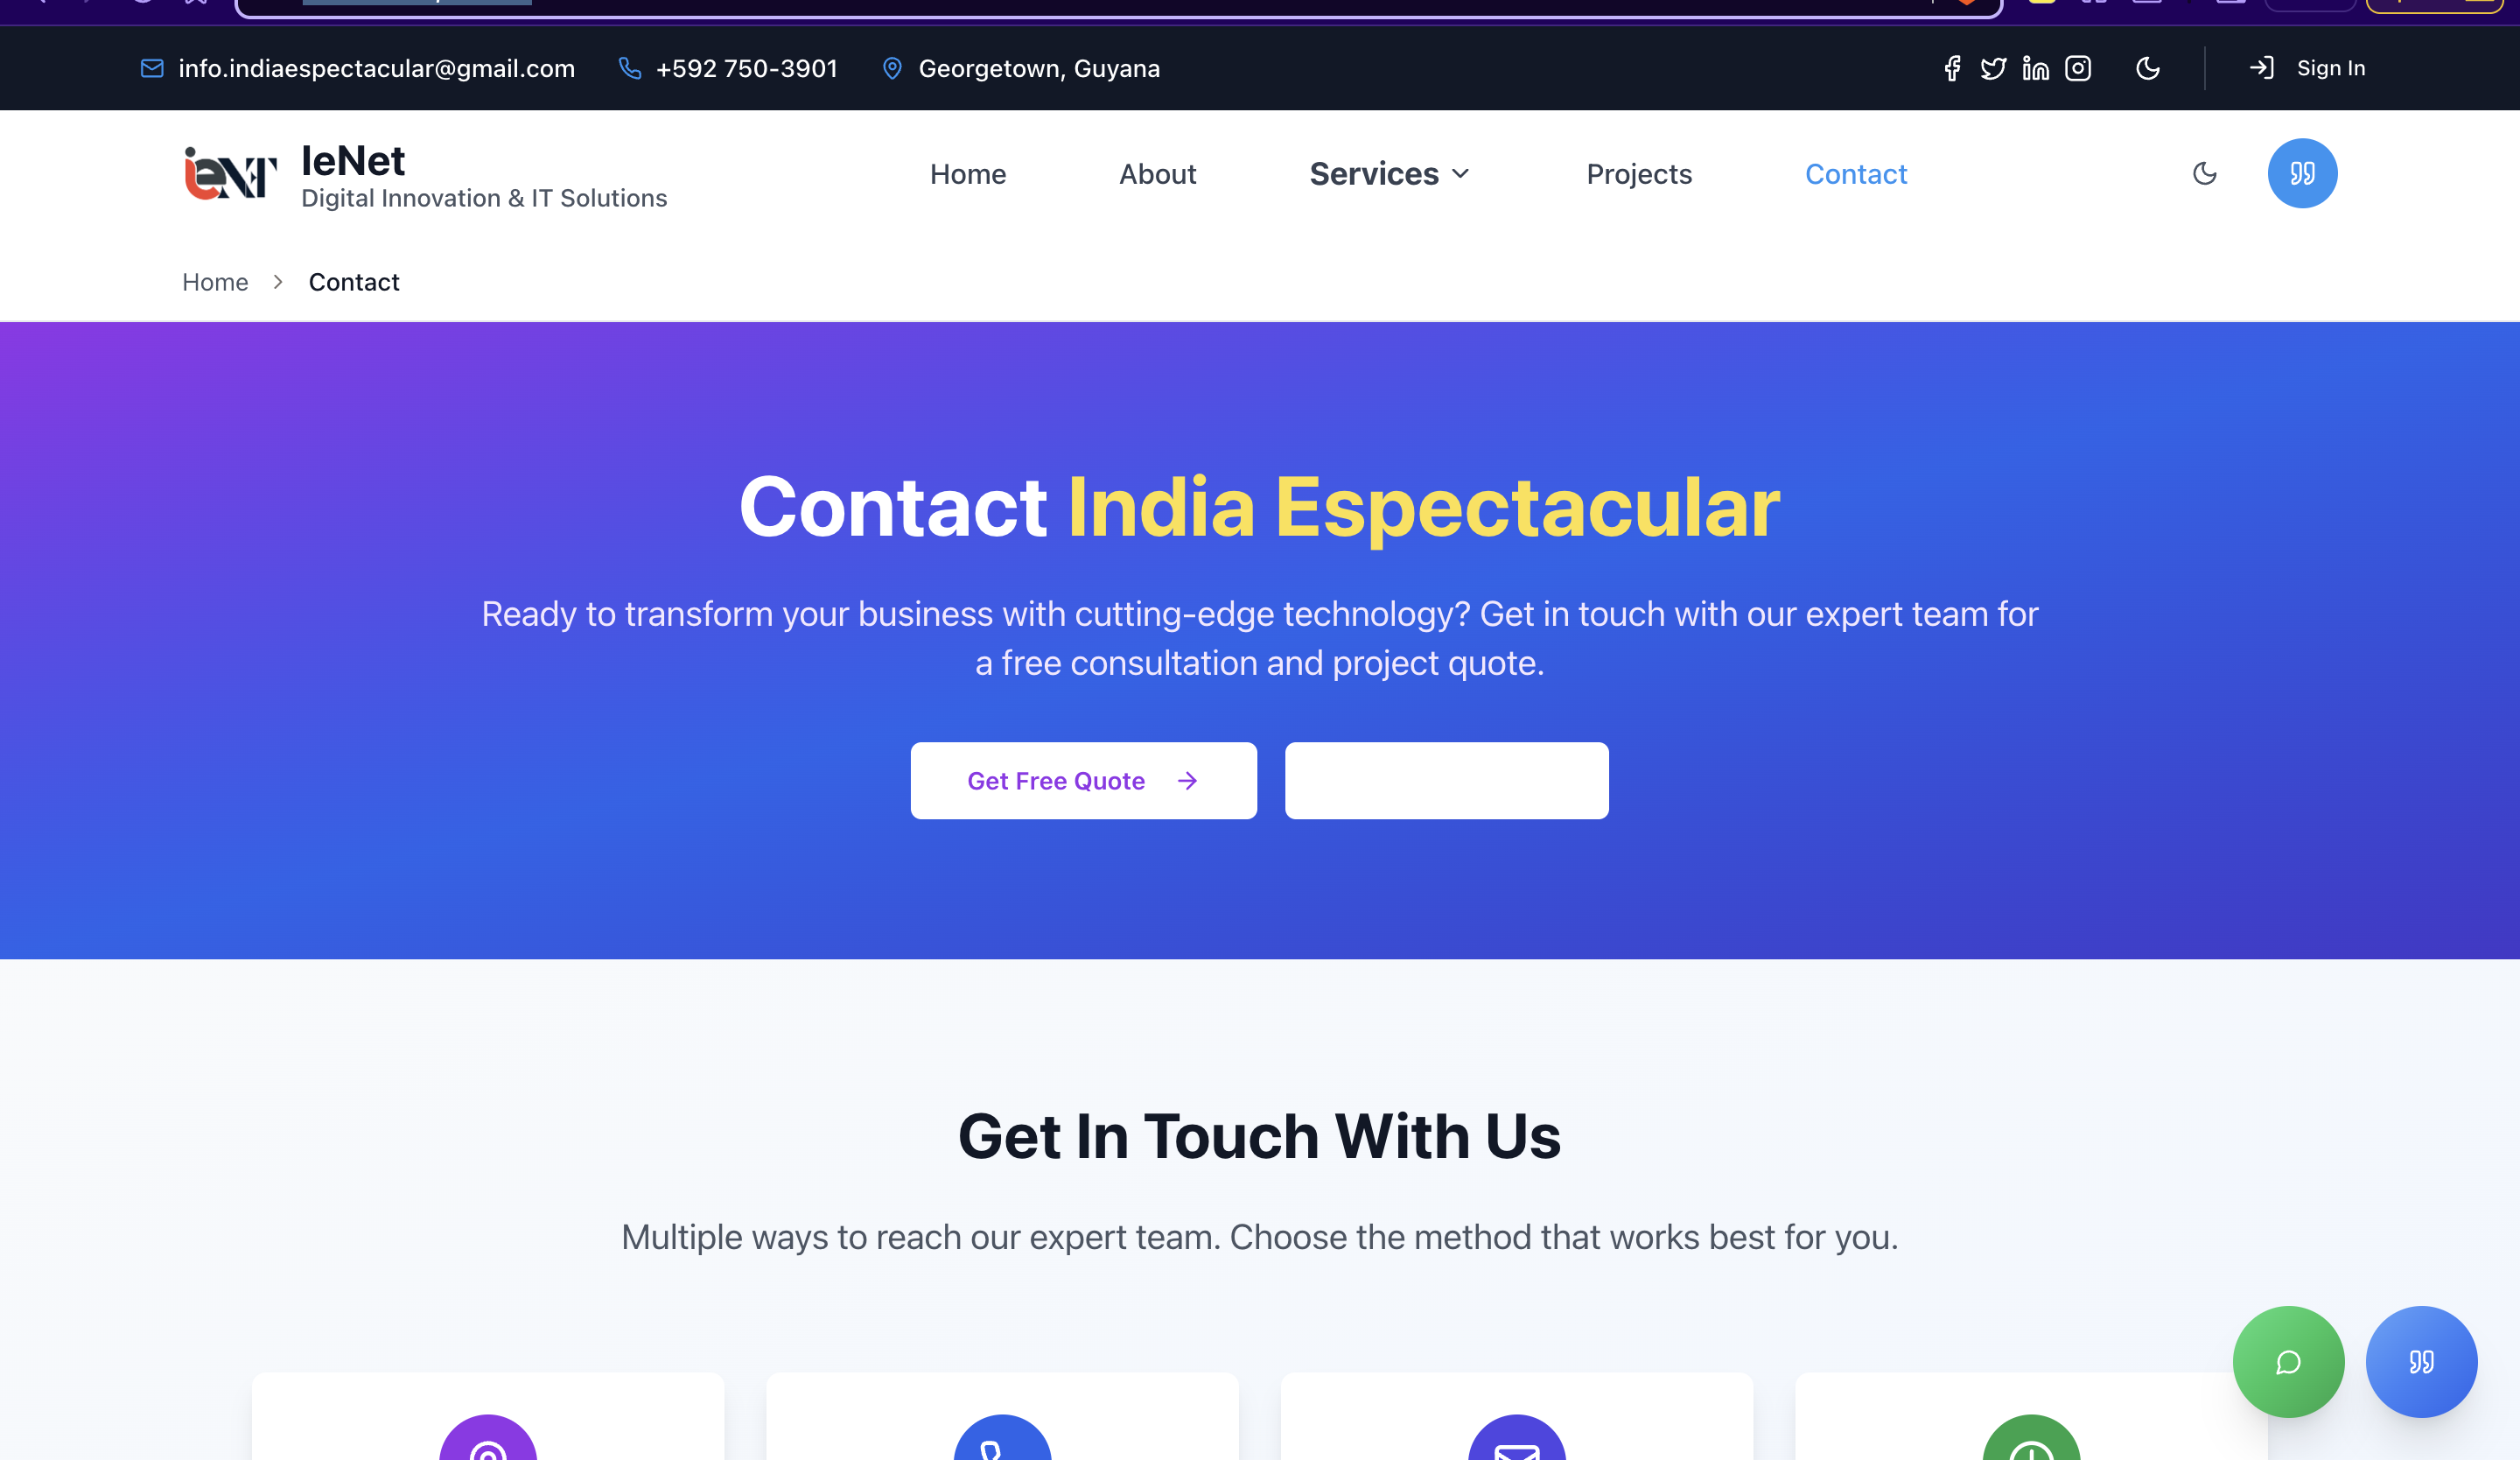 info.indiaespectacular@gmail.com +592 750-3901 Georgetown, Guyana Sign In
ieNT IeNet
Digital Innovation & IT Solutions
Home About Services Projects Contact
Home > Contact
Contact India Espectacular
Ready to transform your business with cutting-edge technology? Get in touch with our expert team for
a free consultation and project quote.
Get Free Quote →
Get In Touch With Us
Multiple ways to reach our expert team. Choose the method that works best for you.